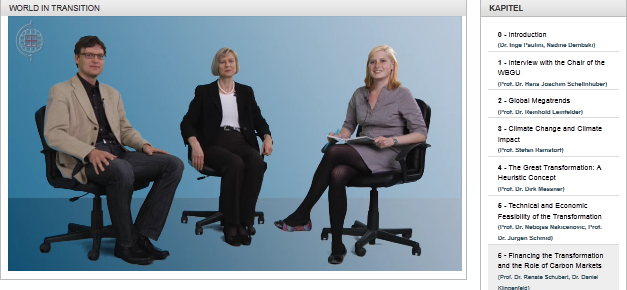 WORLD IN TRANSITION
KAPITEL
0 - Introduction
(Dr. Inge Paulini, Nadine Dembski)
1 - Interview with the Chair of the
WBGU
(Prof. Dr. Hans Joachim Schellnhuber)
2 - Global Megatrends
(Prof. Dr. Reinhold Leinfelder)
3 - Climate Change and Climate
Impact
(Prof. Stefan Rahmstorf)
4 - The Great Transformation: A
Heuristic Concept
(Prof. Dr. Dirk Messner)
5 - Technical and Economic
Feasibility of the Transformation
(Prof. Dr. Nebojsa Nakicenovic, Prof.
Dr. Jürgen Schmid)
6 - Financing the Transformation
and the Role of Carbon Markets
(Prof. Dr. Renate Schubert, Dr. Daniel
Klingenfeld)